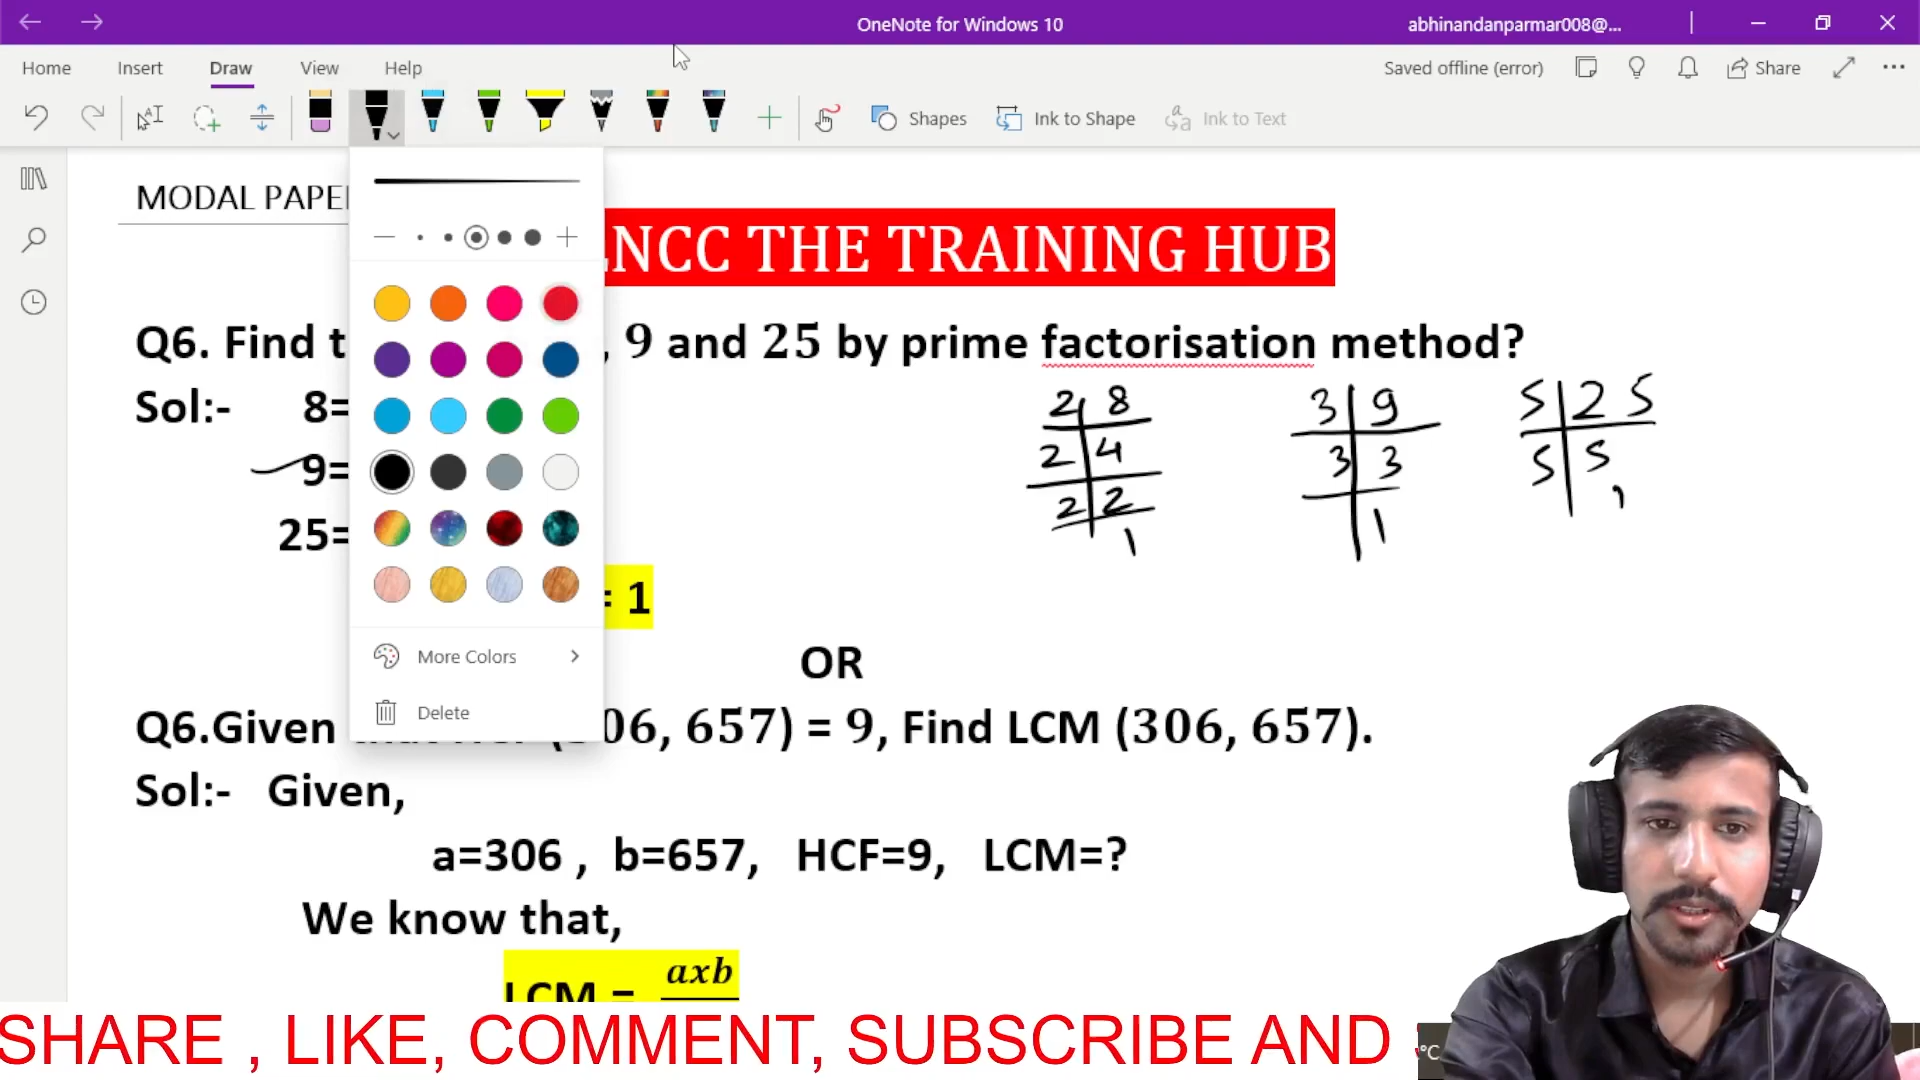 OneNote for Windows 10
abhinandanparmar008@...
Home Insert Draw View Help
Saved offline (error)
Share
Shapes
Ink to Shape
Ink to Text
MODAL PAPE
NCC THE TRAINING HUB
Q6. Find t , 9 and 25 by prime factorisation method?
Sol:- 8=
9=
25=
= 1
2 8
2 4
2 2
1
3 9
3 3
1
5 25
5 5
1
More Colors
Delete
OR
Q6.Given 06, 657) = 9, Find LCM (306, 657).
Sol:- Given,
a=306 , b=657, HCF=9, LCM=?
We know that,
LCM = axb
SHARE , LIKE, COMMENT, SUBSCRIBE AND
°C